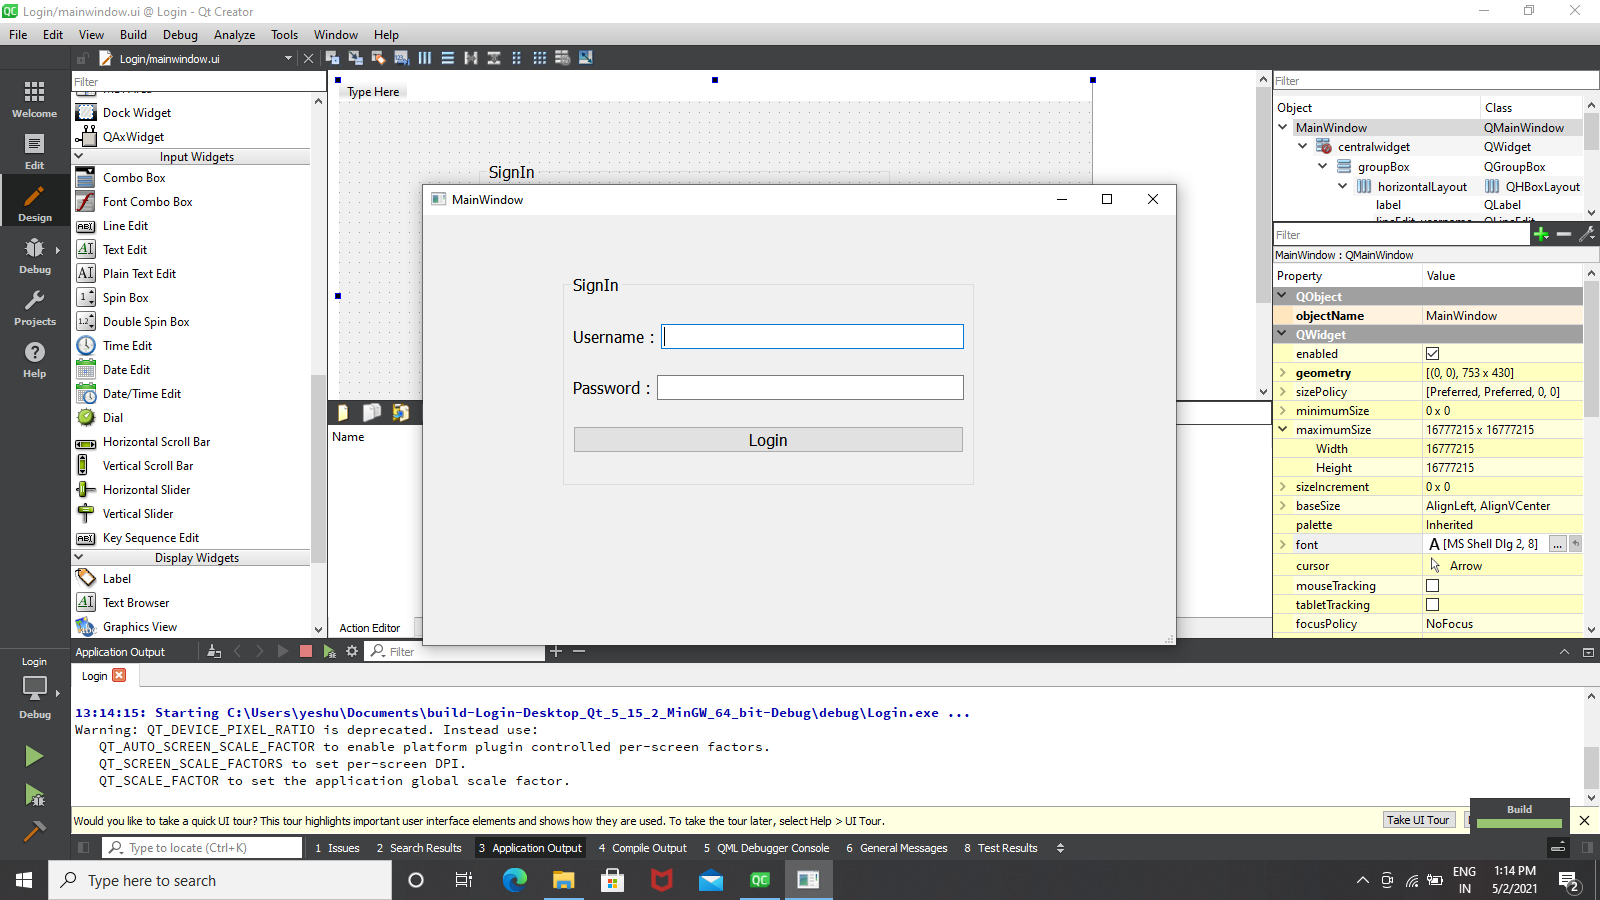 Login/mainwindow.ui @ Login - Qt Creator
File Edit View Build Debug Analyze Tools Window Help
Login/mainwindow.ui
Welcome
Edit
Design
Debug
Projects
Help
Login
Debug
Filter
Dock Widget
QAxWidget
Input Widgets
Combo Box
Font Combo Box
Line Edit
Text Edit
Plain Text Edit
Spin Box
Double Spin Box
Time Edit
Date Edit
Date/Time Edit
Dial
Horizontal Scroll Bar
Vertical Scroll Bar
Horizontal Slider
Vertical Slider
Key Sequence Edit
Display Widgets
Label
Text Browser
Graphics View
Type Here
SignIn
Name
Action Editor
MainWindow
SignIn
Username :
Password :
Login
Filter
Object Class
MainWindow QMainWindow
centralwidget QWidget
groupBox QGroupBox
horizontalLayout QHBoxLayout
label QLabel
lineEdit_username QLineEdit
Filter
MainWindow : QMainWindow
Property Value
QObject
objectName MainWindow
QWidget
enabled
geometry [(0, 0), 753 x 430]
sizePolicy [Preferred, Preferred, 0, 0]
minimumSize 0 x 0
maximumSize 16777215 x 16777215
Width 16777215
Height 16777215
sizeIncrement 0 x 0
baseSize AlignLeft, AlignVCenter
palette Inherited
font A [MS Shell Dlg 2, 8] ...
cursor Arrow
mouseTracking
tabletTracking
focusPolicy NoFocus
Application Output Filter
Login
13:14:15: Starting C:\Users\yeshu\Documents\build-Login-Desktop_Qt_5_15_2_MinGW_64_bit-Debug\debug\Login.exe ...
Warning: QT_DEVICE_PIXEL_RATIO is deprecated. Instead use:
QT_AUTO_SCREEN_SCALE_FACTOR to enable platform plugin controlled per-screen factors.
QT_SCREEN_SCALE_FACTORS to set per-screen DPI.
QT_SCALE_FACTOR to set the application global scale factor.
Would you like to take a quick UI tour? This tour highlights important user interface elements and shows how they are used. To take the tour later, select Help > UI Tour.
Take UI Tour
Build
Type to locate (Ctrl+K) 1 Issues 2 Search Results 3 Application Output 4 Compile Output 5 QML Debugger Console 6 General Messages 8 Test Results
Type here to search
QC
ENG
IN
1:14 PM
5/2/2021
2